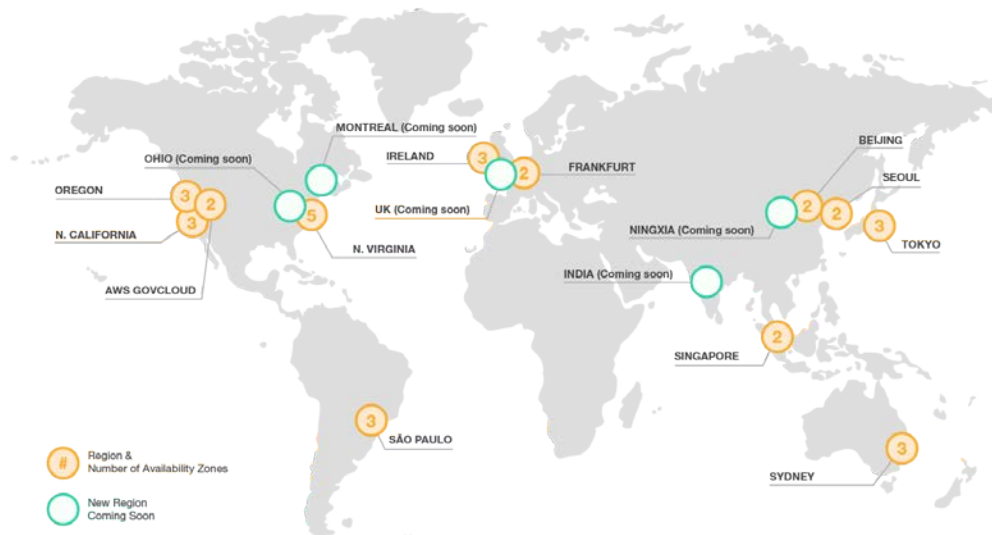 MONTREAL (Coming soon)
OHIO (Coming soon)
IRELAND
3
BEIJING
FRANKFURT
2
SEOUL
OREGON
3
2
5
UK (Coming soon)
2
2
NINGXIA (Coming soon)
3
TOKYO
N. CALIFORNIA
3
N. VIRGINIA
AWS GOVCLOUD
INDIA (Coming soon)
2
SINGAPORE
3
SÃO PAULO
3
SYDNEY
# Region &
Number of Availability Zones
New Region
Coming Soon